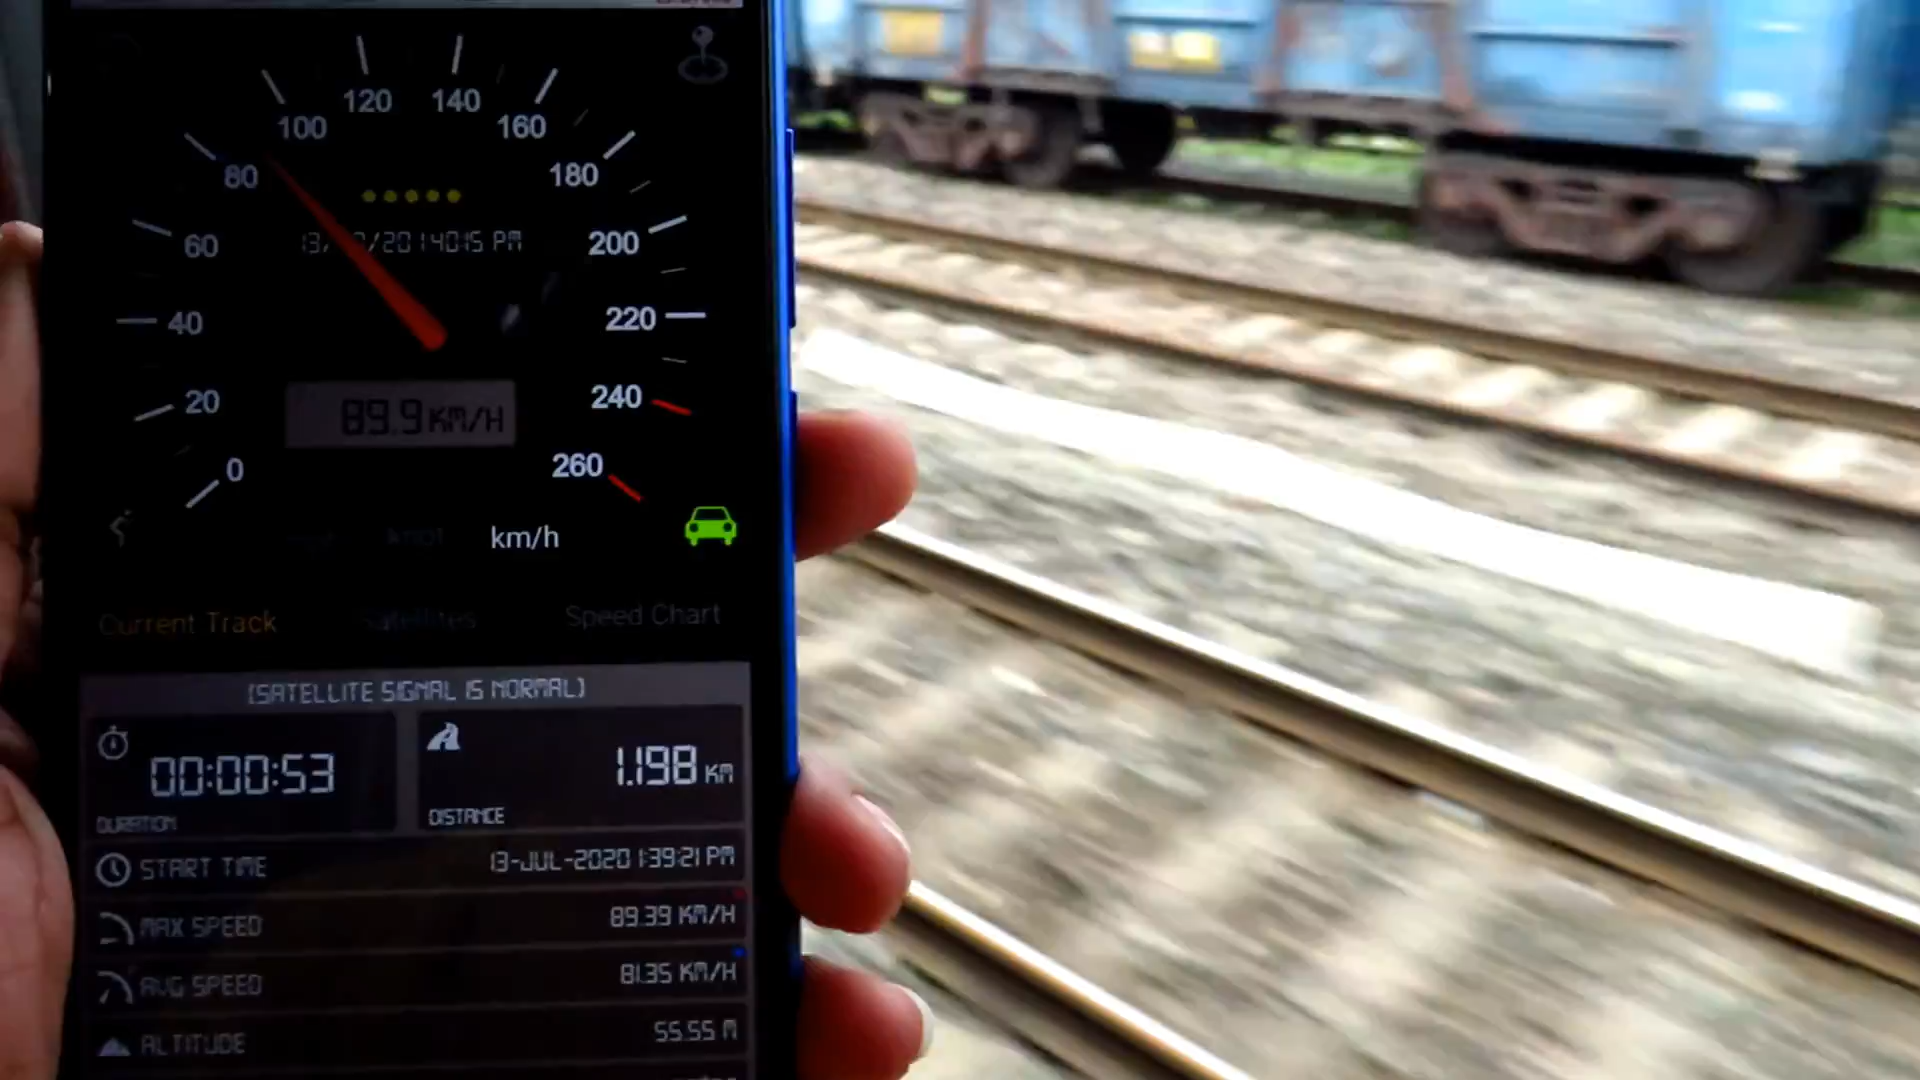 120 140
100 160
80 180
60 200
40 220
20 240
0 260
89.9 KM/H
km/h
Current Track Satellites Speed Chart
[SATELLITE SIGNAL IS NORMAL]
00:00:53 1.198 KM
DURATION DISTANCE
START TIME 13-JUL-2020 1:39:21 PM
MAX SPEED 89.39 KM/H
AVG SPEED 81.35 KM/H
ALTITUDE 55.55 M